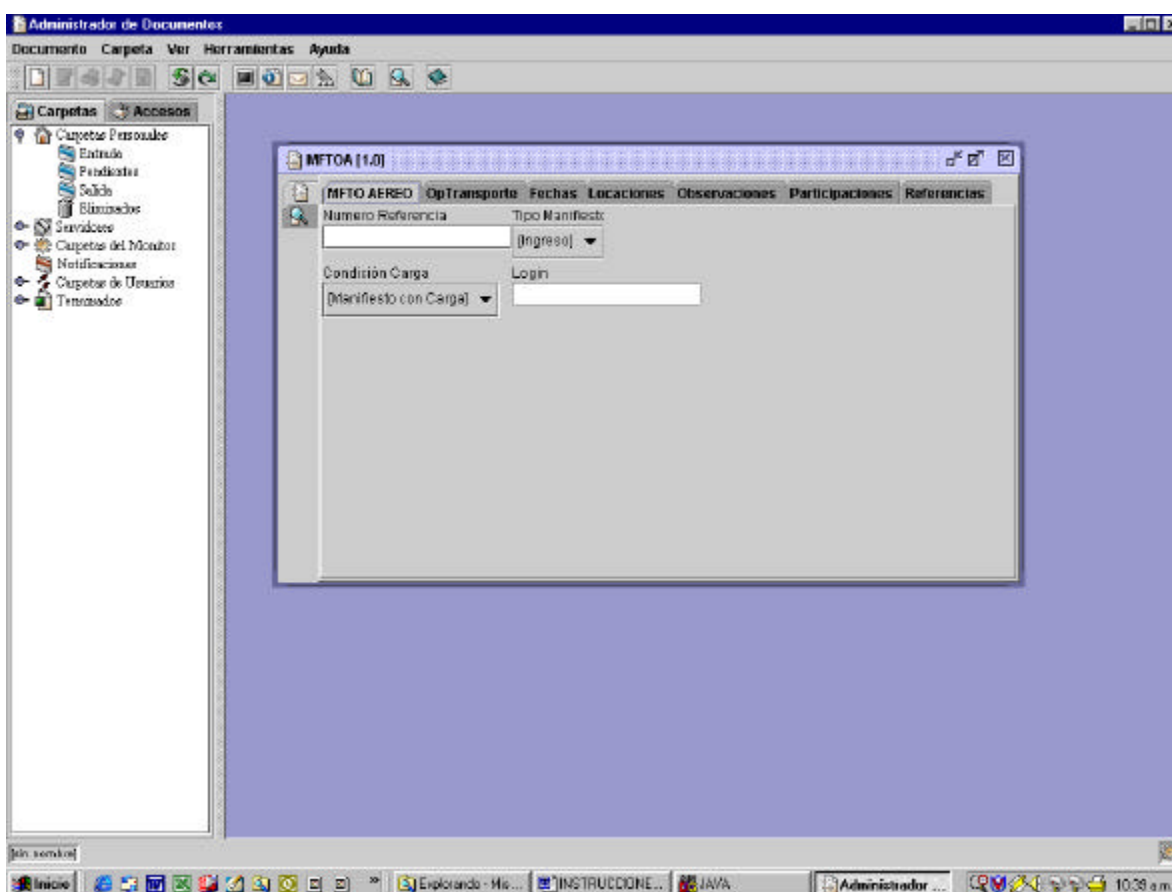 Administrador de Documentos
Documento Carpeta Ver Herramientas Ayuda
Carpetas Accesos
Carpetas Personales
Entrada
Pendientes
Salida
Eliminados
Servidores
Carpetas del Monitor
Notificaciones
Carpetas de Usuarios
Terminados
MFTOA [1.0]
MFTO AEREO OpTransporte Fechas Locaciones Observaciones Participaciones Referencias
Numero Referencia Tipo Manifiesto
[Ingreso]
Condición Carga Login
[Manifiesto con Carga]
[sin nombre]
Inicio Explorando - Mis ... INSTRUCCIONE... JAVA Administrador ... 10:39